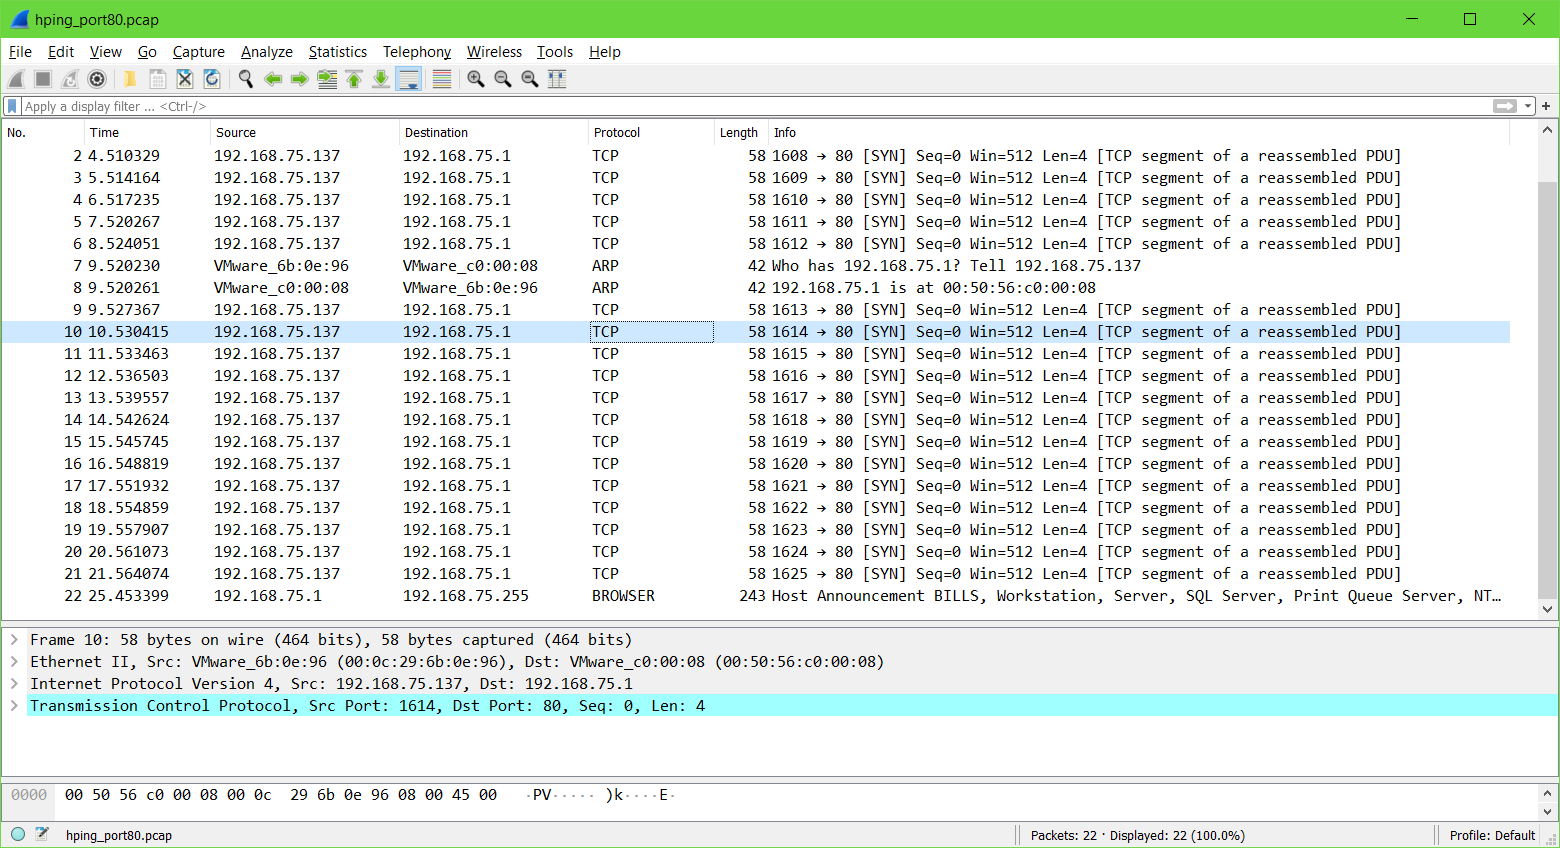 hping_port80.pcap
File Edit View Go Capture Analyze Statistics Telephony Wireless Tools Help
Apply a display filter ... <Ctrl-/>
No. Time Source Destination Protocol Length Info
2 4.510329 192.168.75.137 192.168.75.1 TCP 58 1608 → 80 [SYN] Seq=0 Win=512 Len=4 [TCP segment of a reassembled PDU]
3 5.514164 192.168.75.137 192.168.75.1 TCP 58 1609 → 80 [SYN] Seq=0 Win=512 Len=4 [TCP segment of a reassembled PDU]
4 6.517235 192.168.75.137 192.168.75.1 TCP 58 1610 → 80 [SYN] Seq=0 Win=512 Len=4 [TCP segment of a reassembled PDU]
5 7.520267 192.168.75.137 192.168.75.1 TCP 58 1611 → 80 [SYN] Seq=0 Win=512 Len=4 [TCP segment of a reassembled PDU]
6 8.524051 192.168.75.137 192.168.75.1 TCP 58 1612 → 80 [SYN] Seq=0 Win=512 Len=4 [TCP segment of a reassembled PDU]
7 9.520230 VMware_6b:0e:96 VMware_c0:00:08 ARP 42 Who has 192.168.75.1? Tell 192.168.75.137
8 9.520261 VMware_c0:00:08 VMware_6b:0e:96 ARP 42 192.168.75.1 is at 00:50:56:c0:00:08
9 9.527367 192.168.75.137 192.168.75.1 TCP 58 1613 → 80 [SYN] Seq=0 Win=512 Len=4 [TCP segment of a reassembled PDU]
10 10.530415 192.168.75.137 192.168.75.1 TCP 58 1614 → 80 [SYN] Seq=0 Win=512 Len=4 [TCP segment of a reassembled PDU]
11 11.533463 192.168.75.137 192.168.75.1 TCP 58 1615 → 80 [SYN] Seq=0 Win=512 Len=4 [TCP segment of a reassembled PDU]
12 12.536503 192.168.75.137 192.168.75.1 TCP 58 1616 → 80 [SYN] Seq=0 Win=512 Len=4 [TCP segment of a reassembled PDU]
13 13.539557 192.168.75.137 192.168.75.1 TCP 58 1617 → 80 [SYN] Seq=0 Win=512 Len=4 [TCP segment of a reassembled PDU]
14 14.542624 192.168.75.137 192.168.75.1 TCP 58 1618 → 80 [SYN] Seq=0 Win=512 Len=4 [TCP segment of a reassembled PDU]
15 15.545745 192.168.75.137 192.168.75.1 TCP 58 1619 → 80 [SYN] Seq=0 Win=512 Len=4 [TCP segment of a reassembled PDU]
16 16.548819 192.168.75.137 192.168.75.1 TCP 58 1620 → 80 [SYN] Seq=0 Win=512 Len=4 [TCP segment of a reassembled PDU]
17 17.551932 192.168.75.137 192.168.75.1 TCP 58 1621 → 80 [SYN] Seq=0 Win=512 Len=4 [TCP segment of a reassembled PDU]
18 18.554859 192.168.75.137 192.168.75.1 TCP 58 1622 → 80 [SYN] Seq=0 Win=512 Len=4 [TCP segment of a reassembled PDU]
19 19.557907 192.168.75.137 192.168.75.1 TCP 58 1623 → 80 [SYN] Seq=0 Win=512 Len=4 [TCP segment of a reassembled PDU]
20 20.561073 192.168.75.137 192.168.75.1 TCP 58 1624 → 80 [SYN] Seq=0 Win=512 Len=4 [TCP segment of a reassembled PDU]
21 21.564074 192.168.75.137 192.168.75.1 TCP 58 1625 → 80 [SYN] Seq=0 Win=512 Len=4 [TCP segment of a reassembled PDU]
22 25.453399 192.168.75.1 192.168.75.255 BROWSER 243 Host Announcement BILLS, Workstation, Server, SQL Server, Print Queue Server, NT…
Frame 10: 58 bytes on wire (464 bits), 58 bytes captured (464 bits)
Ethernet II, Src: VMware_6b:0e:96 (00:0c:29:6b:0e:96), Dst: VMware_c0:00:08 (00:50:56:c0:00:08)
Internet Protocol Version 4, Src: 192.168.75.137, Dst: 192.168.75.1
Transmission Control Protocol, Src Port: 1614, Dst Port: 80, Seq: 0, Len: 4
0000 00 50 56 c0 00 08 00 0c 29 6b 0e 96 08 00 45 00 ·PV····· )k····E·
hping_port80.pcap Packets: 22 · Displayed: 22 (100.0%) Profile: Default